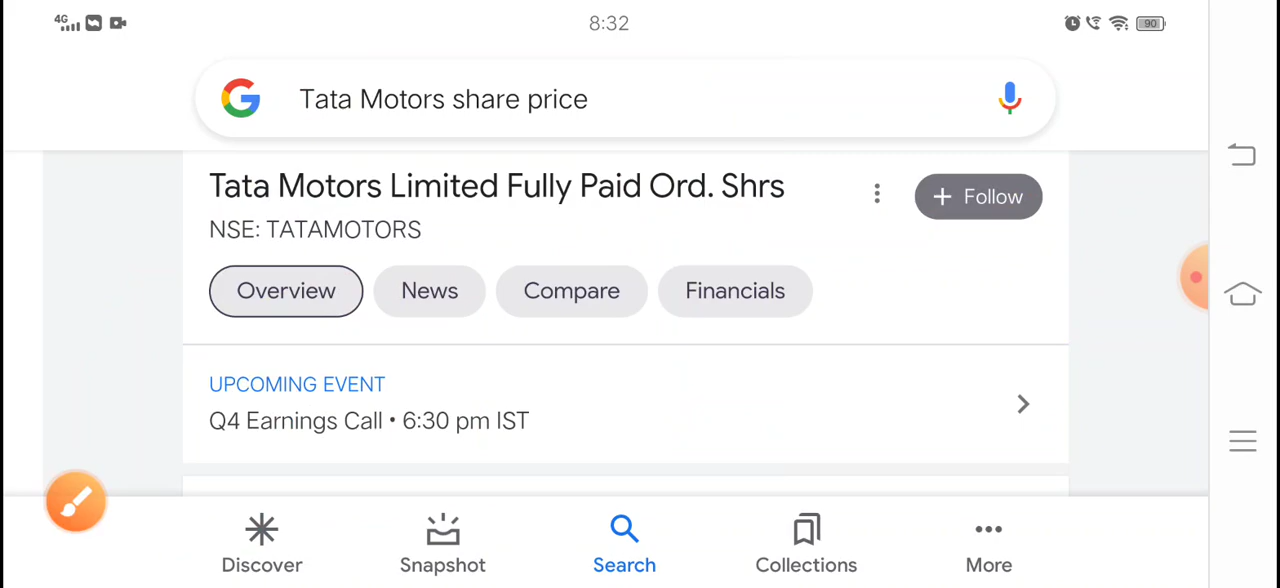 4G 8:32 90
Tata Motors share price
Tata Motors Limited Fully Paid Ord. Shrs
+ Follow
NSE: TATAMOTORS
Overview News Compare Financials
UPCOMING EVENT
Q4 Earnings Call • 6:30 pm IST
Discover Snapshot Search Collections More